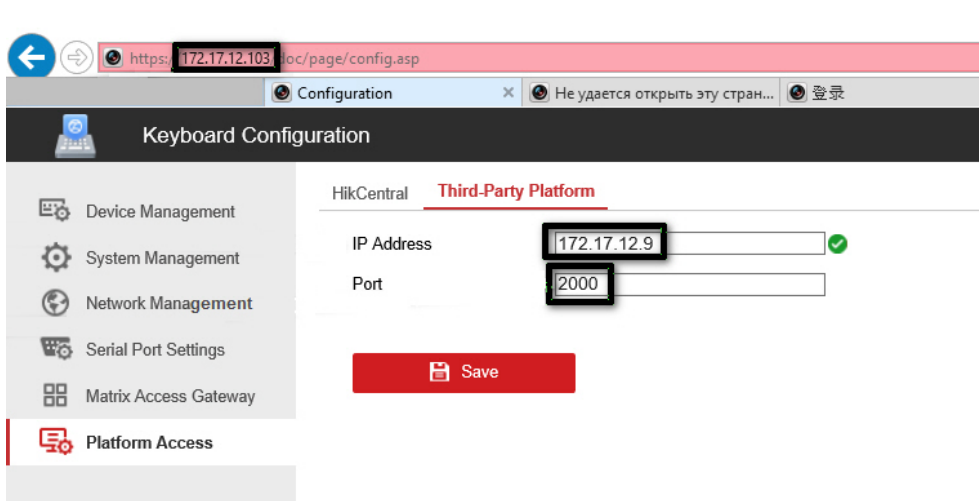 https://172.17.12.103/doc/page/config.asp
Configuration
Не удается открыть эту стран...
登录
Keyboard Configuration
HikCentral
Third-Party Platform
Device Management
IP Address
172.17.12.9
System Management
Port
2000
Network Management
Serial Port Settings
Save
Matrix Access Gateway
Platform Access